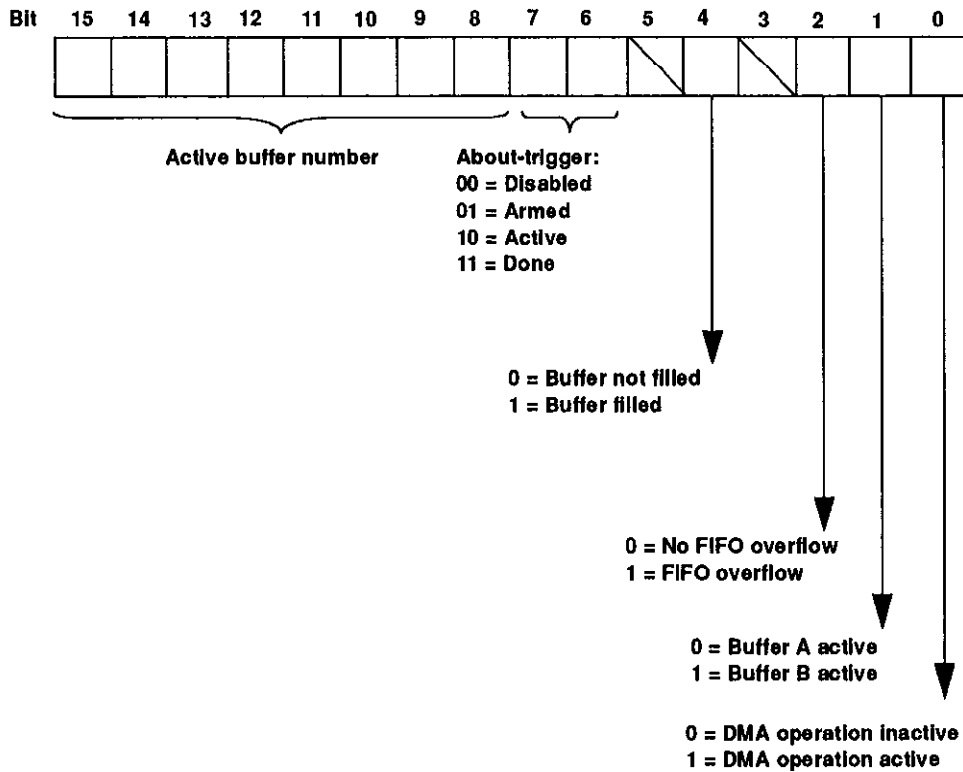 Bit 15 14 13 12 11 10 9 8 7 6 5 4 3 2 1 0
Active buffer number
About-trigger:
00 = Disabled
01 = Armed
10 = Active
11 = Done
0 = Buffer not filled
1 = Buffer filled
0 = No FIFO overflow
1 = FIFO overflow
0 = Buffer A active
1 = Buffer B active
0 = DMA operation inactive
1 = DMA operation active